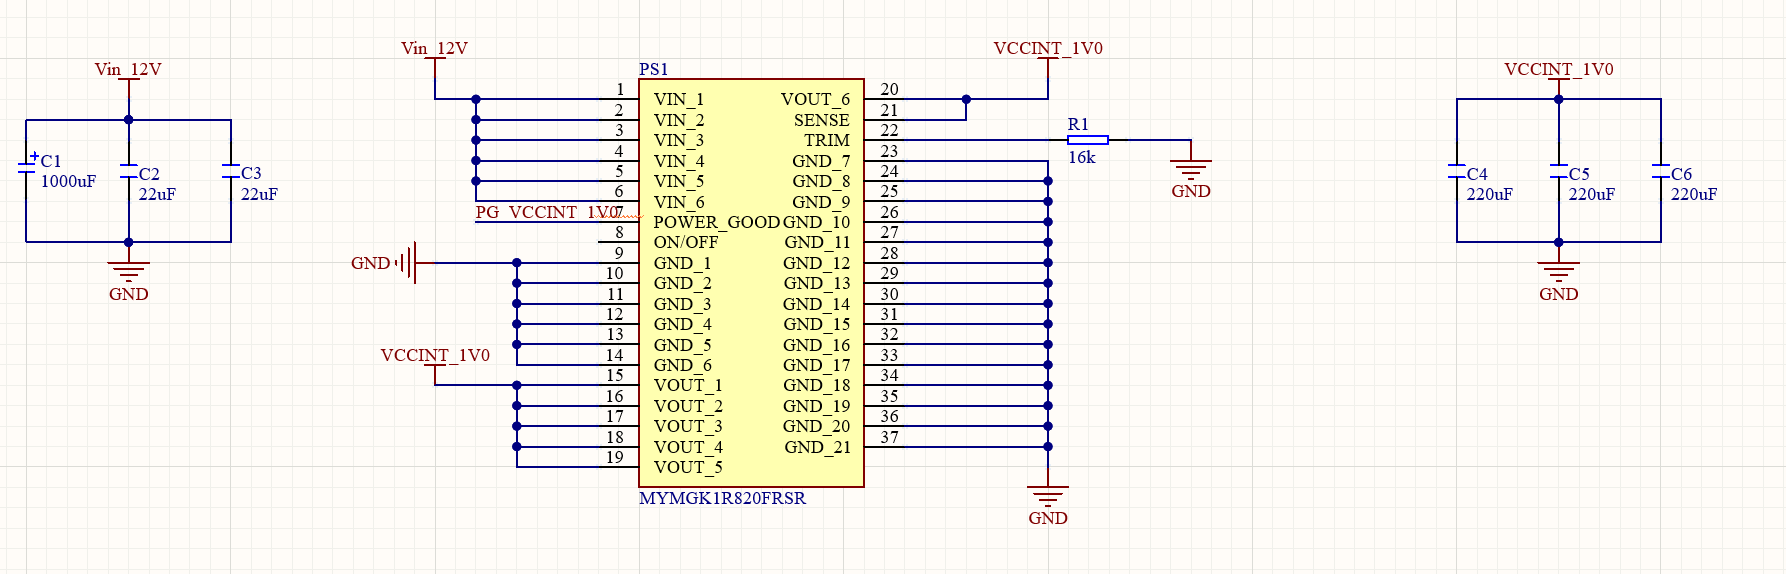 Vin_12V
C1
1000uF
C2
22uF
C3
22uF
GND
Vin_12V
PG_VCCINT_1V0
GND
VCCINT_1V0
PS1
1 VIN_1
2 VIN_2
3 VIN_3
4 VIN_4
5 VIN_5
6 VIN_6
7 POWER_GOOD
8 ON/OFF
9 GND_1
10 GND_2
11 GND_3
12 GND_4
13 GND_5
14 GND_6
15 VOUT_1
16 VOUT_2
17 VOUT_3
18 VOUT_4
19 VOUT_5
VOUT_6 20
SENSE 21
TRIM 22
GND_7 23
GND_8 24
GND_9 25
GND_10 26
GND_11 27
GND_12 28
GND_13 29
GND_14 30
GND_15 31
GND_16 32
GND_17 33
GND_18 34
GND_19 35
GND_20 36
GND_21 37
MYMGK1R820FRSR
VCCINT_1V0
R1
16k
GND
GND
VCCINT_1V0
C4
220uF
C5
220uF
C6
220uF
GND